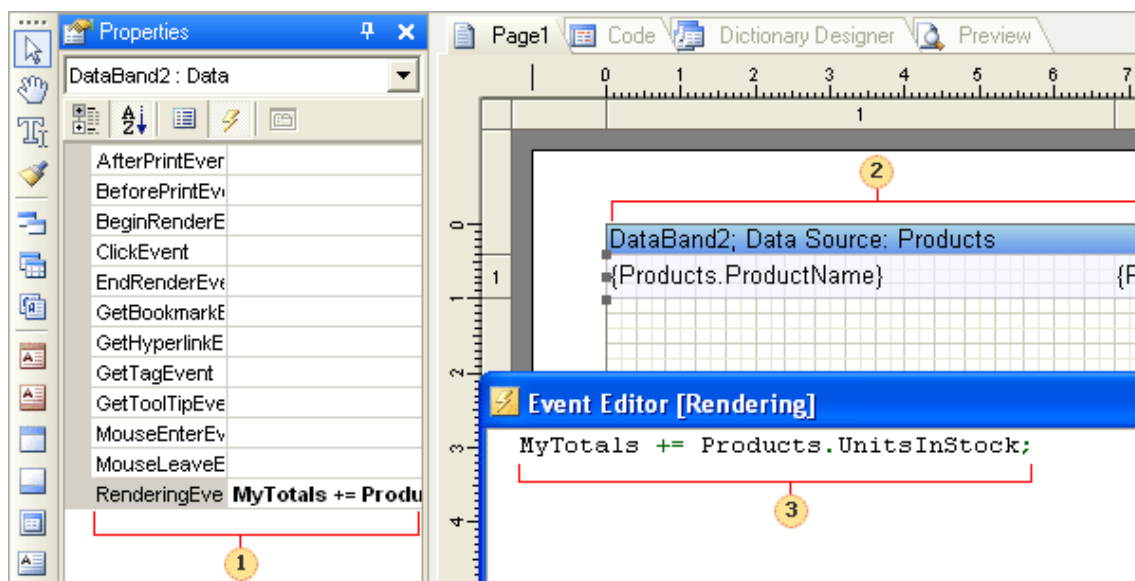 Properties
DataBand2 : Data
AfterPrintEver
BeforePrintEv
BeginRenderE
ClickEvent
EndRenderEve
GetBookmarkE
GetHyperlinkE
GetTagEvent
GetToolTipEve
MouseEnterEv
MouseLeaveE
RenderingEve MyTotals += Produ
1
Page1 Code Dictionary Designer Preview
0 1 2 3 4 5 6 7
1
2
0
1
1
2
3
4
DataBand2; Data Source: Products
{Products.ProductName} {F
Event Editor [Rendering]
MyTotals += Products.UnitsInStock;
3